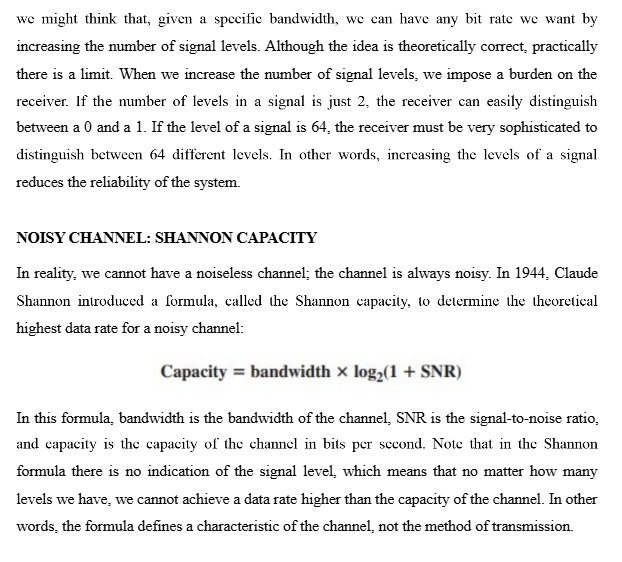 we might think that, given a specific bandwidth, we can have any bit rate we want by
increasing the number of signal levels. Although the idea is theoretically correct, practically
there is a limit. When we increase the number of signal levels, we impose a burden on the
receiver. If the number of levels in a signal is just 2, the receiver can easily distinguish
between a 0 and a 1. If the level of a signal is 64, the receiver must be very sophisticated to
distinguish between 64 different levels. In other words, increasing the levels of a signal
reduces the reliability of the system.
NOISY CHANNEL: SHANNON CAPACITY
In reality, we cannot have a noiseless channel; the channel is always noisy. In 1944, Claude
Shannon introduced a formula, called the Shannon capacity, to determine the theoretical
highest data rate for a noisy channel:
Capacity = bandwidth × log₂(1 + SNR)
In this formula, bandwidth is the bandwidth of the channel, SNR is the signal-to-noise ratio,
and capacity is the capacity of the channel in bits per second. Note that in the Shannon
formula there is no indication of the signal level, which means that no matter how many
levels we have, we cannot achieve a data rate higher than the capacity of the channel. In other
words, the formula defines a characteristic of the channel, not the method of transmission.